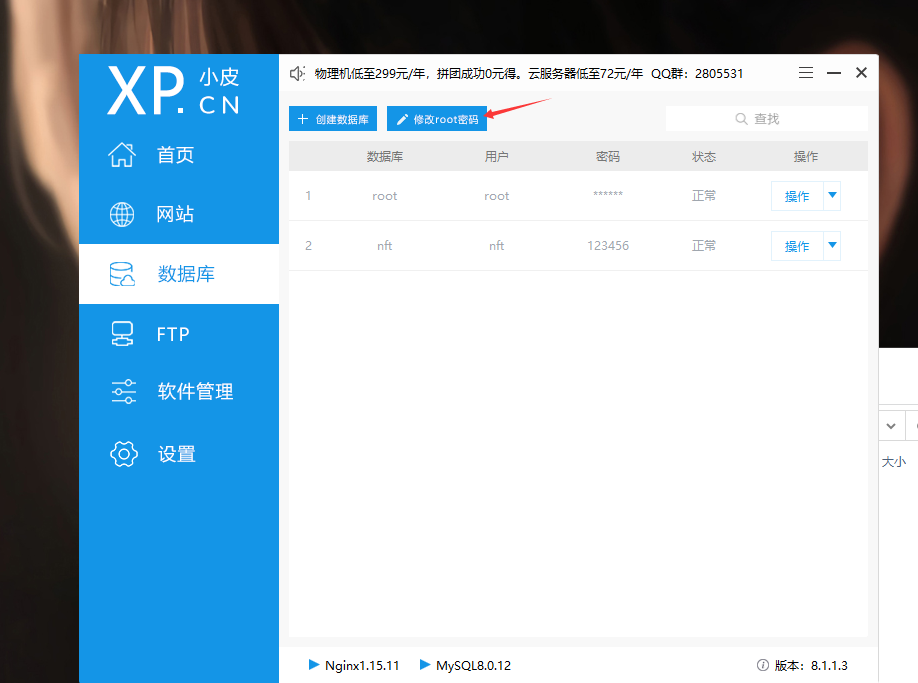 XP.小皮CN
物理机低至299元/年，拼团成功0元得。云服务器低至72元/年 QQ群：2805531
首页
网站
数据库
FTP
软件管理
设置
创建数据库 修改root密码 查找
数据库 用户 密码 状态 操作
1 root root ****** 正常 操作
2 nft nft 123456 正常 操作
大小
Nginx1.15.11 MySQL8.0.12 版本：8.1.1.3